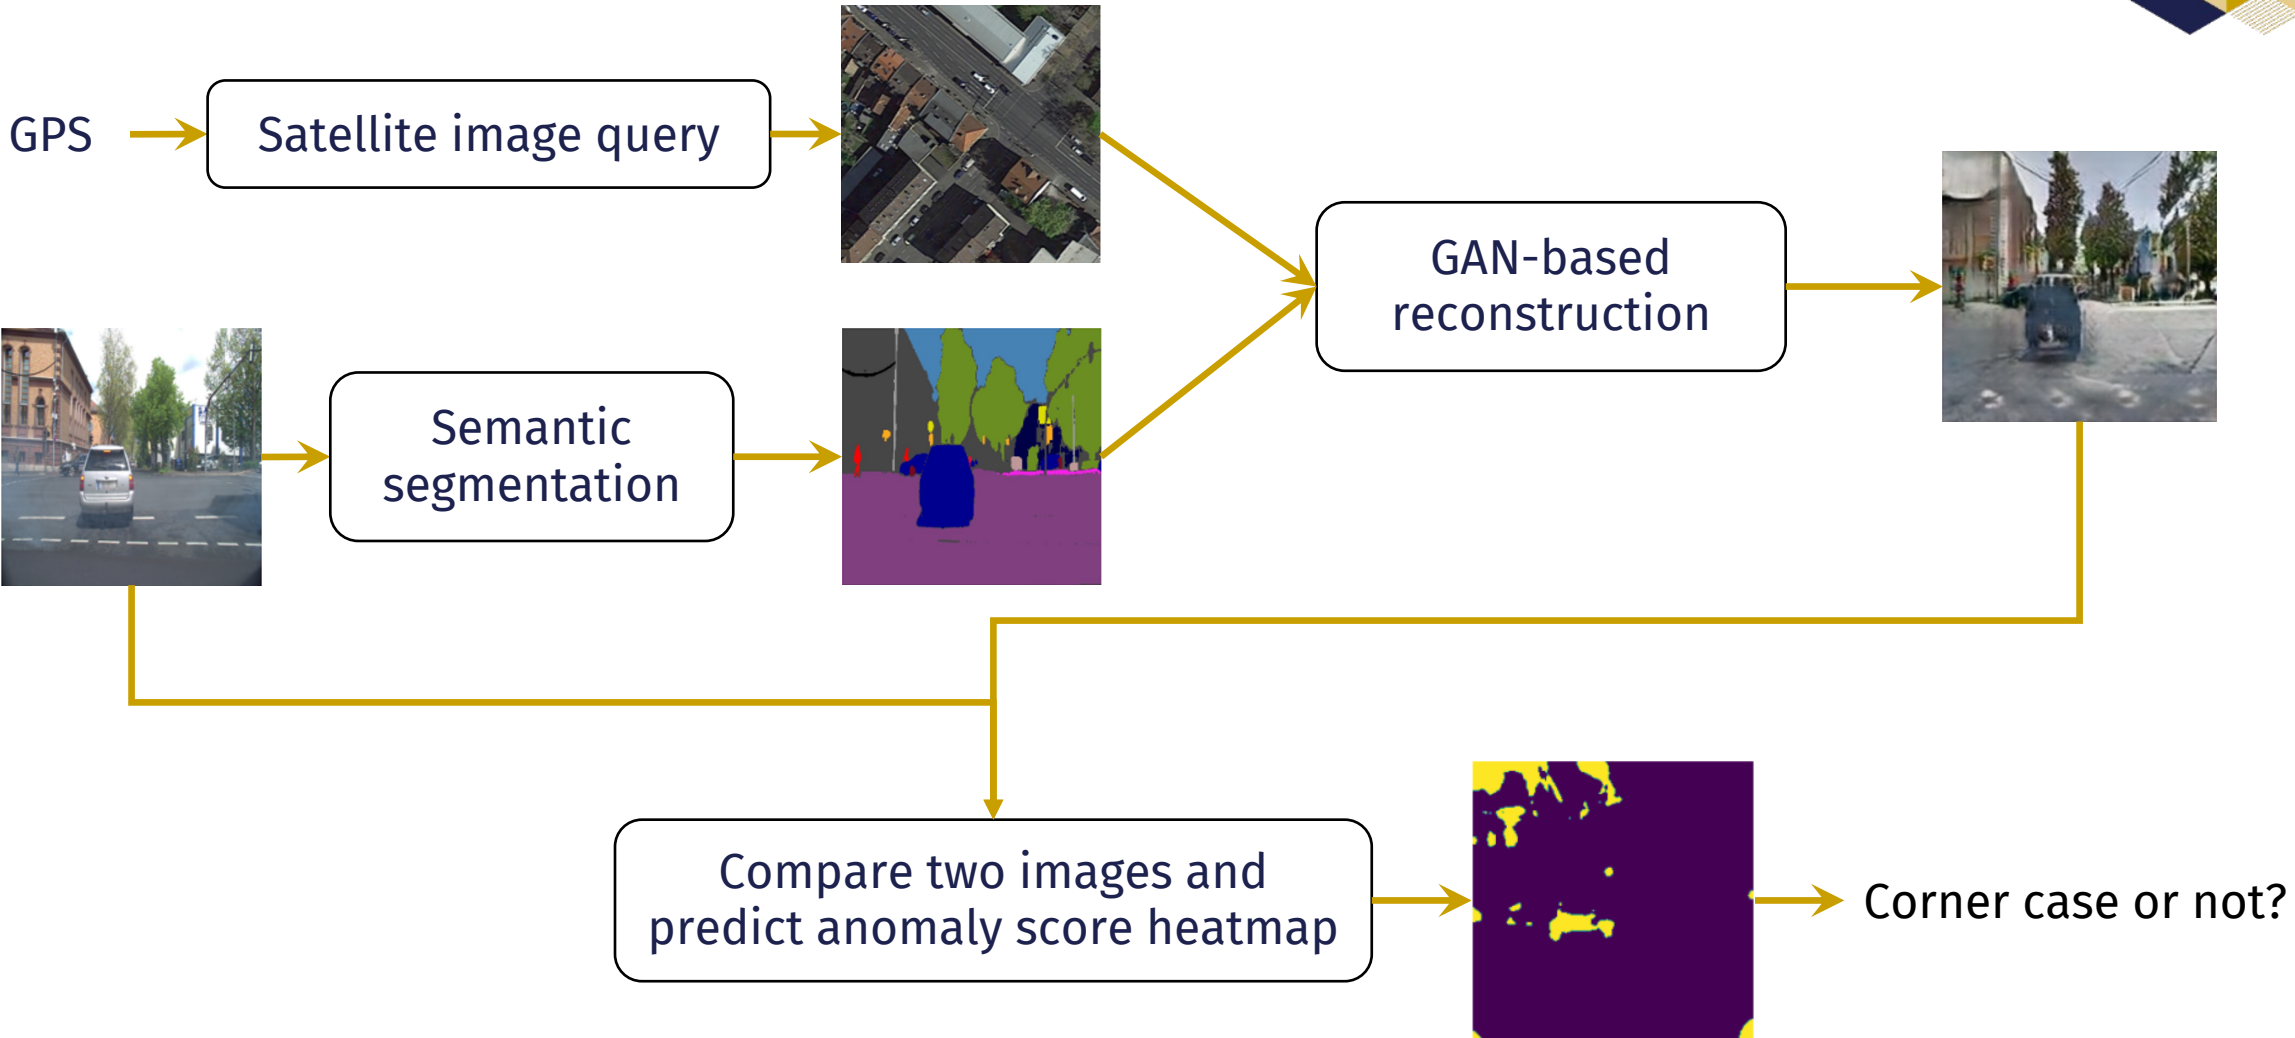 GPS
Satellite image query
GAN-based
reconstruction
Semantic
segmentation
Compare two images and
predict anomaly score heatmap
Corner case or not?